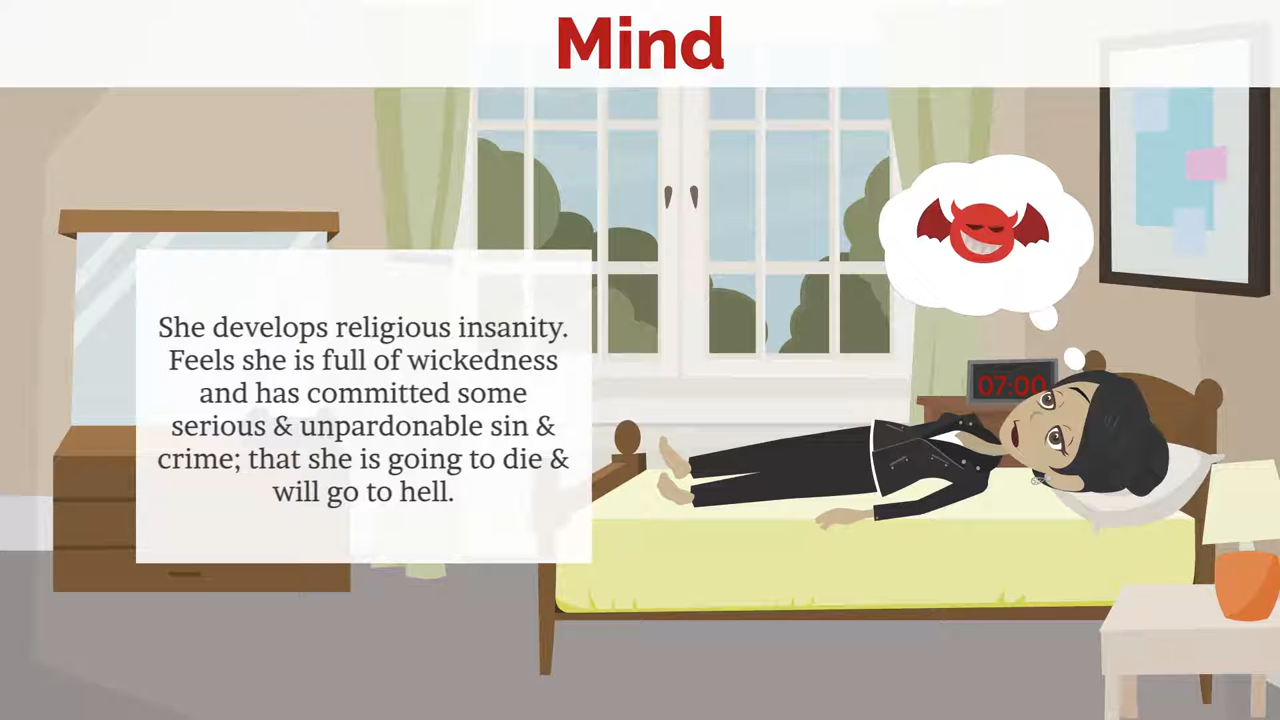 Mind
07:00
She develops religious insanity.
Feels she is full of wickedness
and has committed some
serious & unpardonable sin &
crime; that she is going to die &
will go to hell.